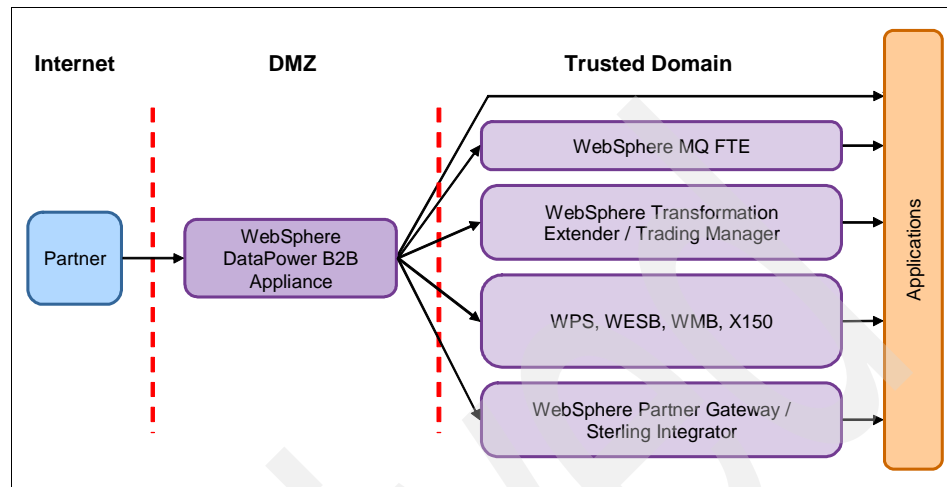 Internet
DMZ
Trusted Domain
WebSphere MQ FTE
WebSphere Transformation
Extender / Trading Manager
Partner
WebSphere
DataPower B2B
Appliance
WPS, WESB, WMB, X150
WebSphere Partner Gateway /
Sterling Integrator
Applications